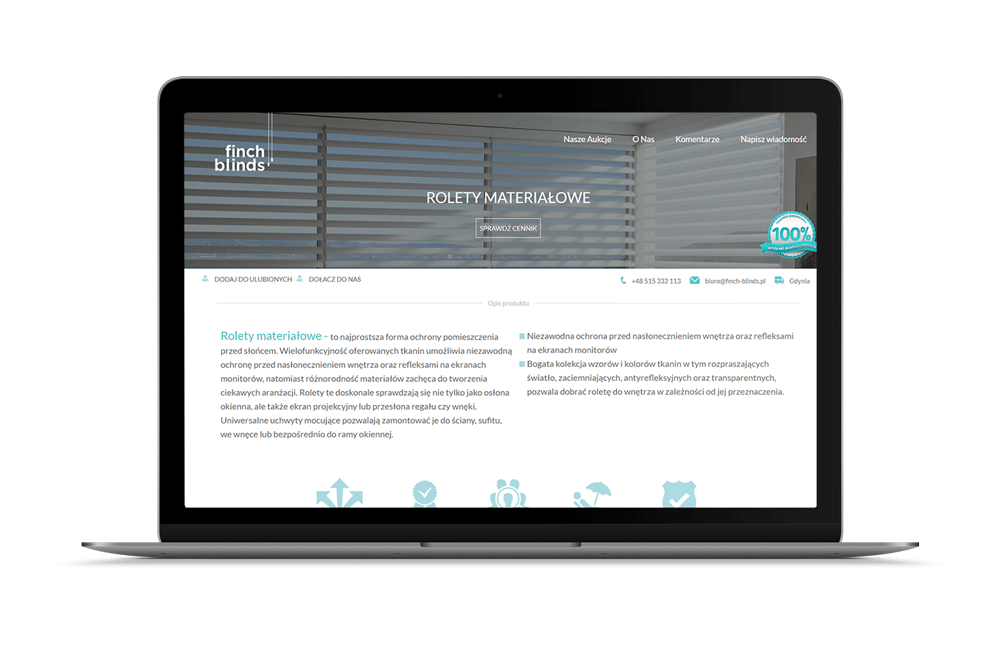 finch
blinds
Nasze Aukcje O Nas Komentarze Napisz wiadomość
ROLETY MATERIAŁOWE
SPRAWDŹ CENNIK
100%
DODAJ DO ULUBIONYCH DOŁĄCZ DO NAS
+48 515 332 113 biuro@finch-blinds.pl Gdynia
Opis produktu
Rolety materiałowe - to najprostsza forma ochrony pomieszczenia
przed słońcem. Wielofunkcyjność oferowanych tkanin umożliwia niezawodną
ochronę przed nasłonecznieniem wnętrza oraz refleksami na ekranach
monitorów, natomiast różnorodność materiałów zachęca do tworzenia
ciekawych aranżacji. Rolety te doskonale sprawdzają się nie tylko jako osłona
okienna, ale także ekran projekcyjny lub przesłona regału czy wnęki.
Uniwersalne uchwyty mocujące pozwalają zamontować je do ściany, sufitu,
we wnęce lub bezpośrednio do ramy okiennej.
Niezawodna ochrona przed nasłonecznieniem wnętrza oraz refleksami
na ekranach monitorów
Bogata kolekcja wzorów i kolorów tkanin w tym rozpraszających
światło, zaciemniających, antyrefleksyjnych oraz transparentnych,
pozwala dobrać roletę do wnętrza w zależności od jej przeznaczenia.